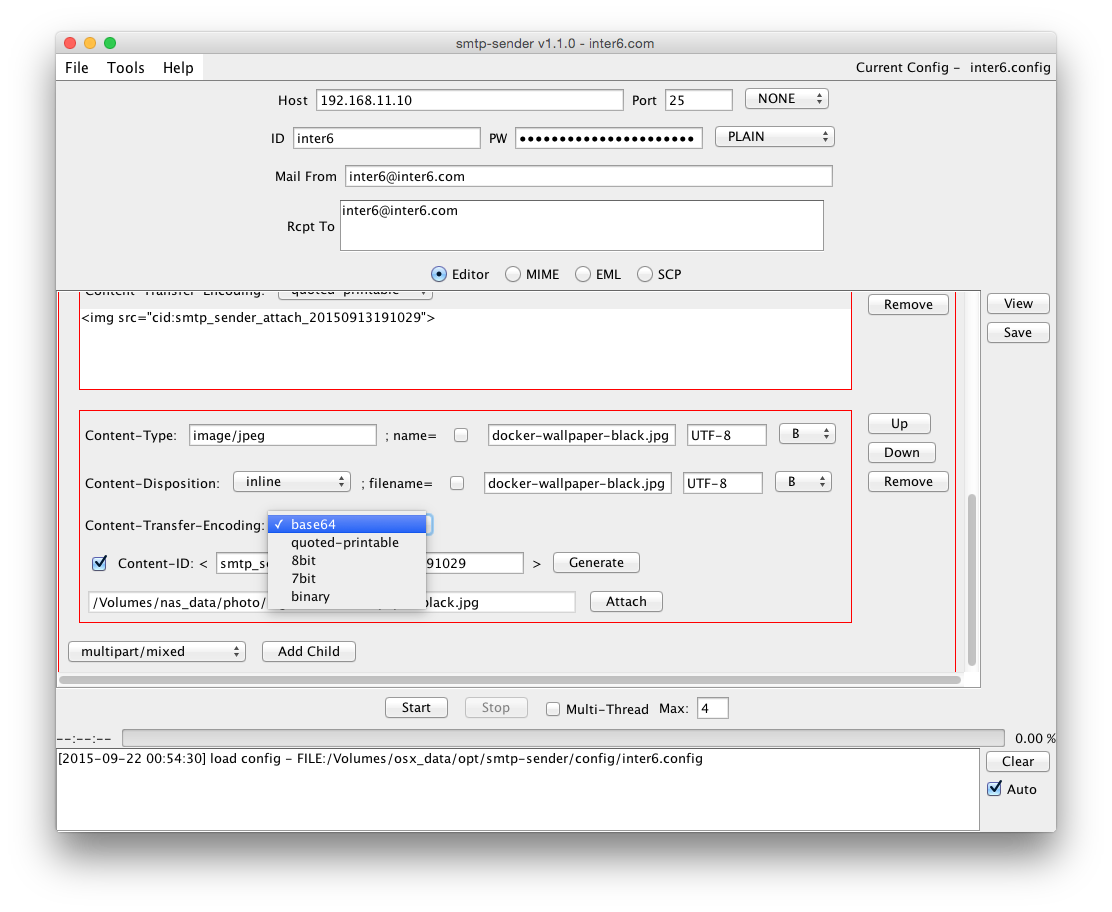 smtp-sender v1.1.0 - inter6.com
File Tools Help Current Config - inter6.config
Host 192.168.11.10 Port 25 NONE
ID inter6 PW ●●●●●●●●●●●●●●●●●●●●●● PLAIN
Mail From inter6@inter6.com
Rcpt To inter6@inter6.com
Editor MIME EML SCP
Content-Transfer-Encoding: quoted-printable
Remove View
<img src="cid:smtp_sender_attach_20150913191029">
Save
Content-Type: image/jpeg ; name= docker-wallpaper-black.jpg UTF-8 B Up
Down
Content-Disposition: inline ; filename= docker-wallpaper-black.jpg UTF-8 B Remove
Content-Transfer-Encoding: ✓ base64
quoted-printable
8bit
7bit
binary
Content-ID: < smtp_s 91029 > Generate
/Volumes/nas_data/photo/ black.jpg Attach
multipart/mixed Add Child
Start Stop Multi-Thread Max: 4
--:--:-- 0.00 %
[2015-09-22 00:54:30] load config - FILE:/Volumes/osx_data/opt/smtp-sender/config/inter6.config
Clear
Auto